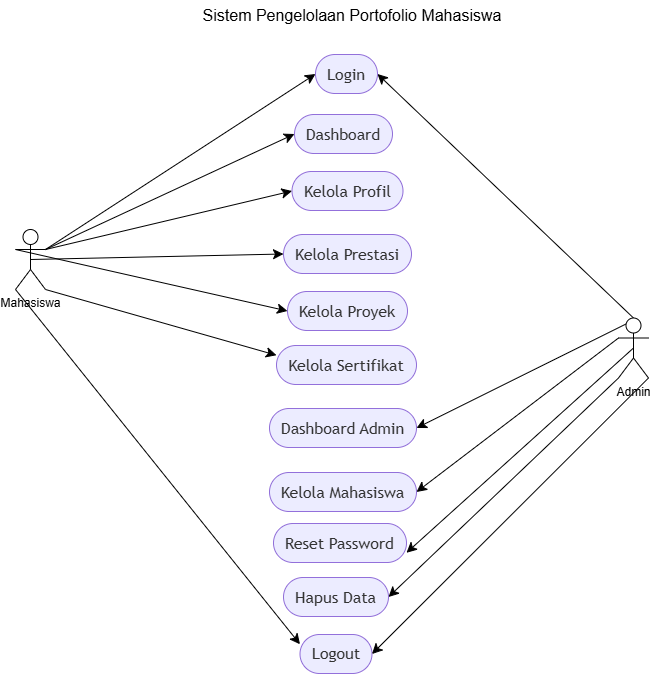 Sistem Pengelolaan Portofolio Mahasiswa
Login
Dashboard
Kelola Profil
Kelola Prestasi
Mahasiswa
Kelola Proyek
Kelola Sertifikat
Admin
Dashboard Admin
Kelola Mahasiswa
Reset Password
Hapus Data
Logout